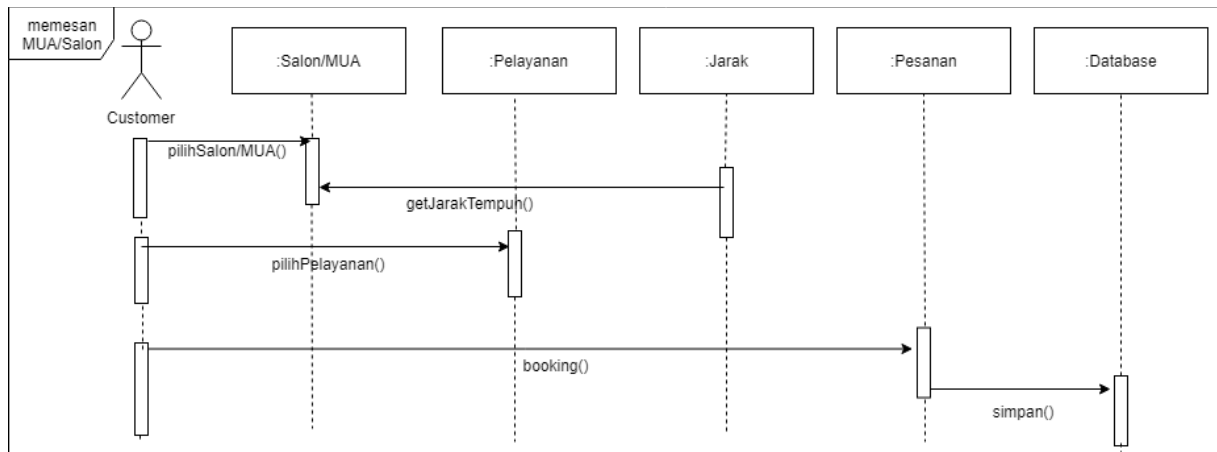 memesan
MUA/Salon
:Salon/MUA
:Pelayanan
:Jarak
:Pesanan
:Database
Customer
pilihSalon/MUA()
getJarakTempuh()
pilihPelayanan()
booking()
simpan()